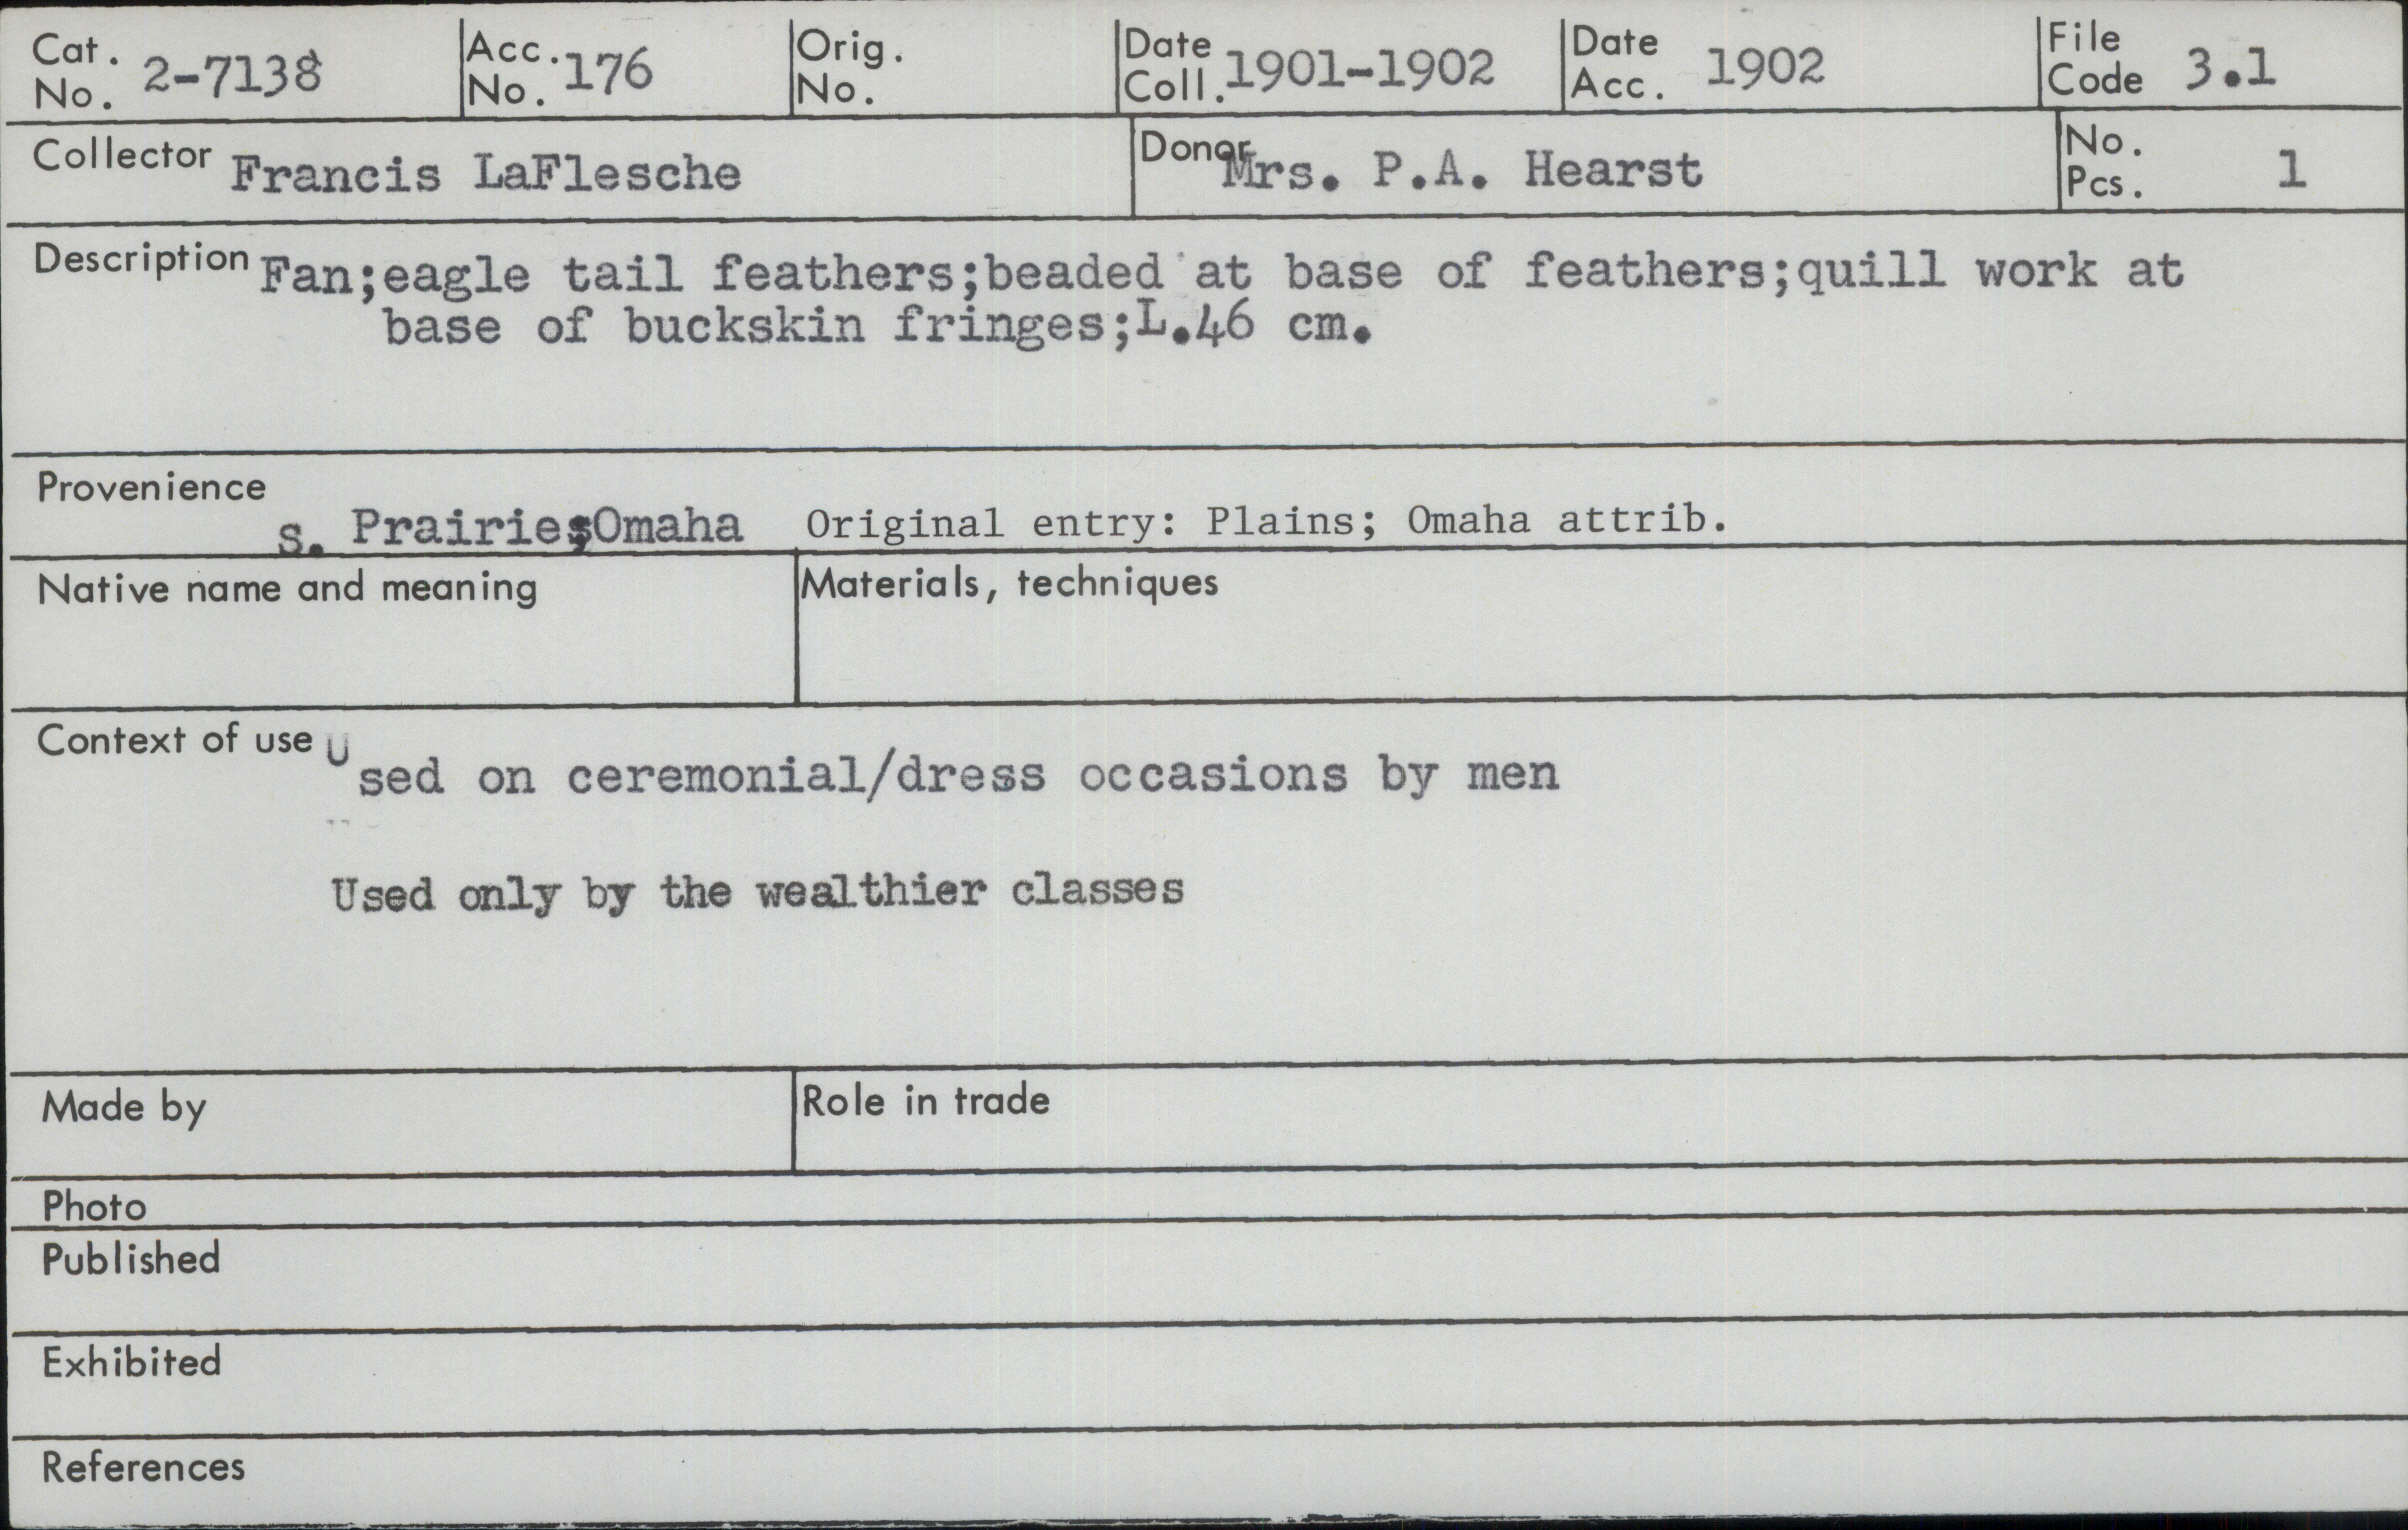 Cat. No. 2-7138 Acc. No. 176 Orig. No. Date Coll. 1901-1902 Date Acc. 1902 File Code 3.1
Collector Francis LaFlesche Donor Mrs. P.A. Hearst No. Pcs. 1
Description Fan;eagle tail feathers;beaded at base of feathers;quill work at
base of buckskin fringes;L.46 cm.
Provenience
s. Prairies;Omaha Original entry: Plains; Omaha attrib.
Native name and meaning Materials, techniques
Context of use Used on ceremonial/dress occasions by men
Used only by the wealthier classes
Made by Role in trade
Photo
Published
Exhibited
References